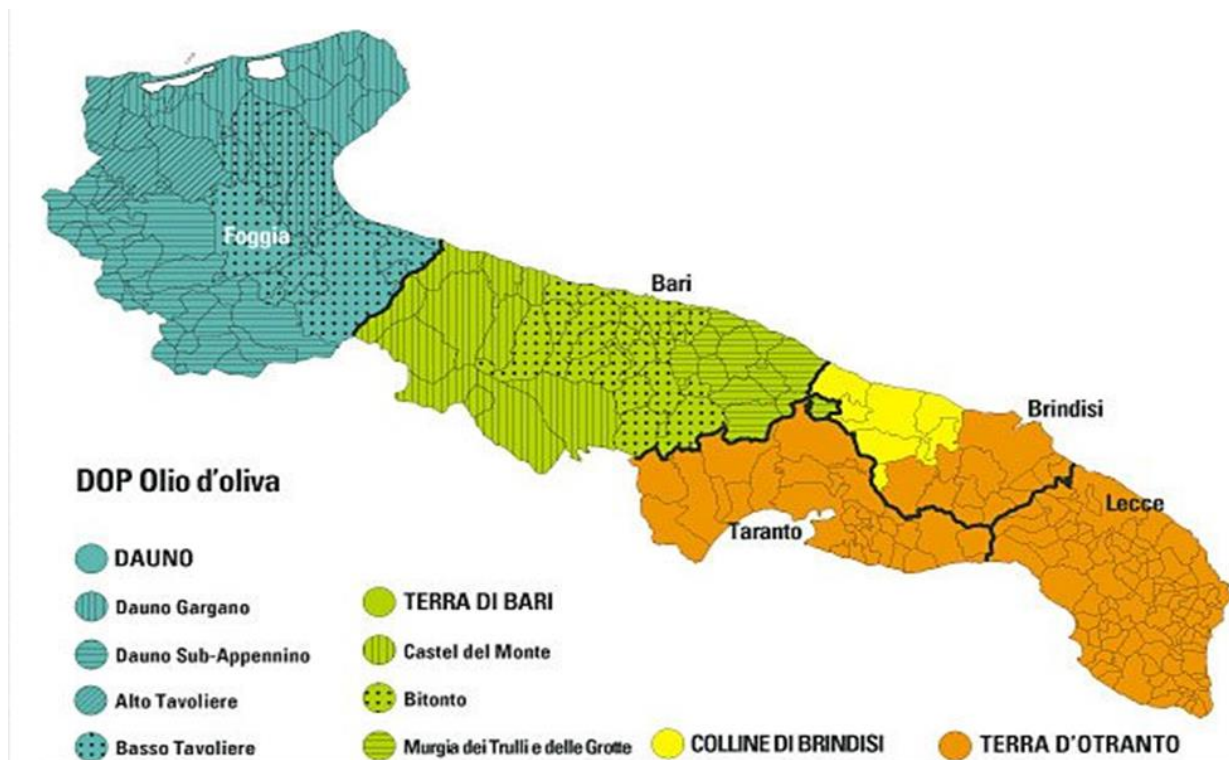 Foggia
Bari
Brindisi
Lecce
Taranto
DOP Olio d'oliva
DAUNO
Dauno Gargano
Dauno Sub-Appennino
Alto Tavoliere
Basso Tavoliere
TERRA DI BARI
Castel del Monte
Bitonto
Murgia dei Trulli e delle Grotte
COLLINE DI BRINDISI
TERRA D'OTRANTO